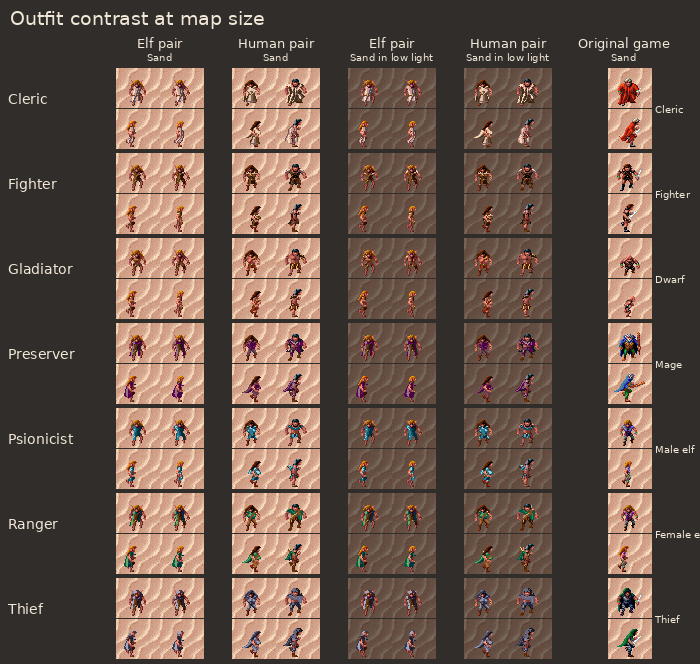 Outfit contrast at map size
Elf pair Human pair Elf pair Human pair Original game
Sand Sand Sand in low light Sand in low light Sand
Cleric Cleric
Fighter Fighter
Gladiator Dwarf
Preserver Mage
Psionicist Male elf
Ranger Female e
Thief Thief